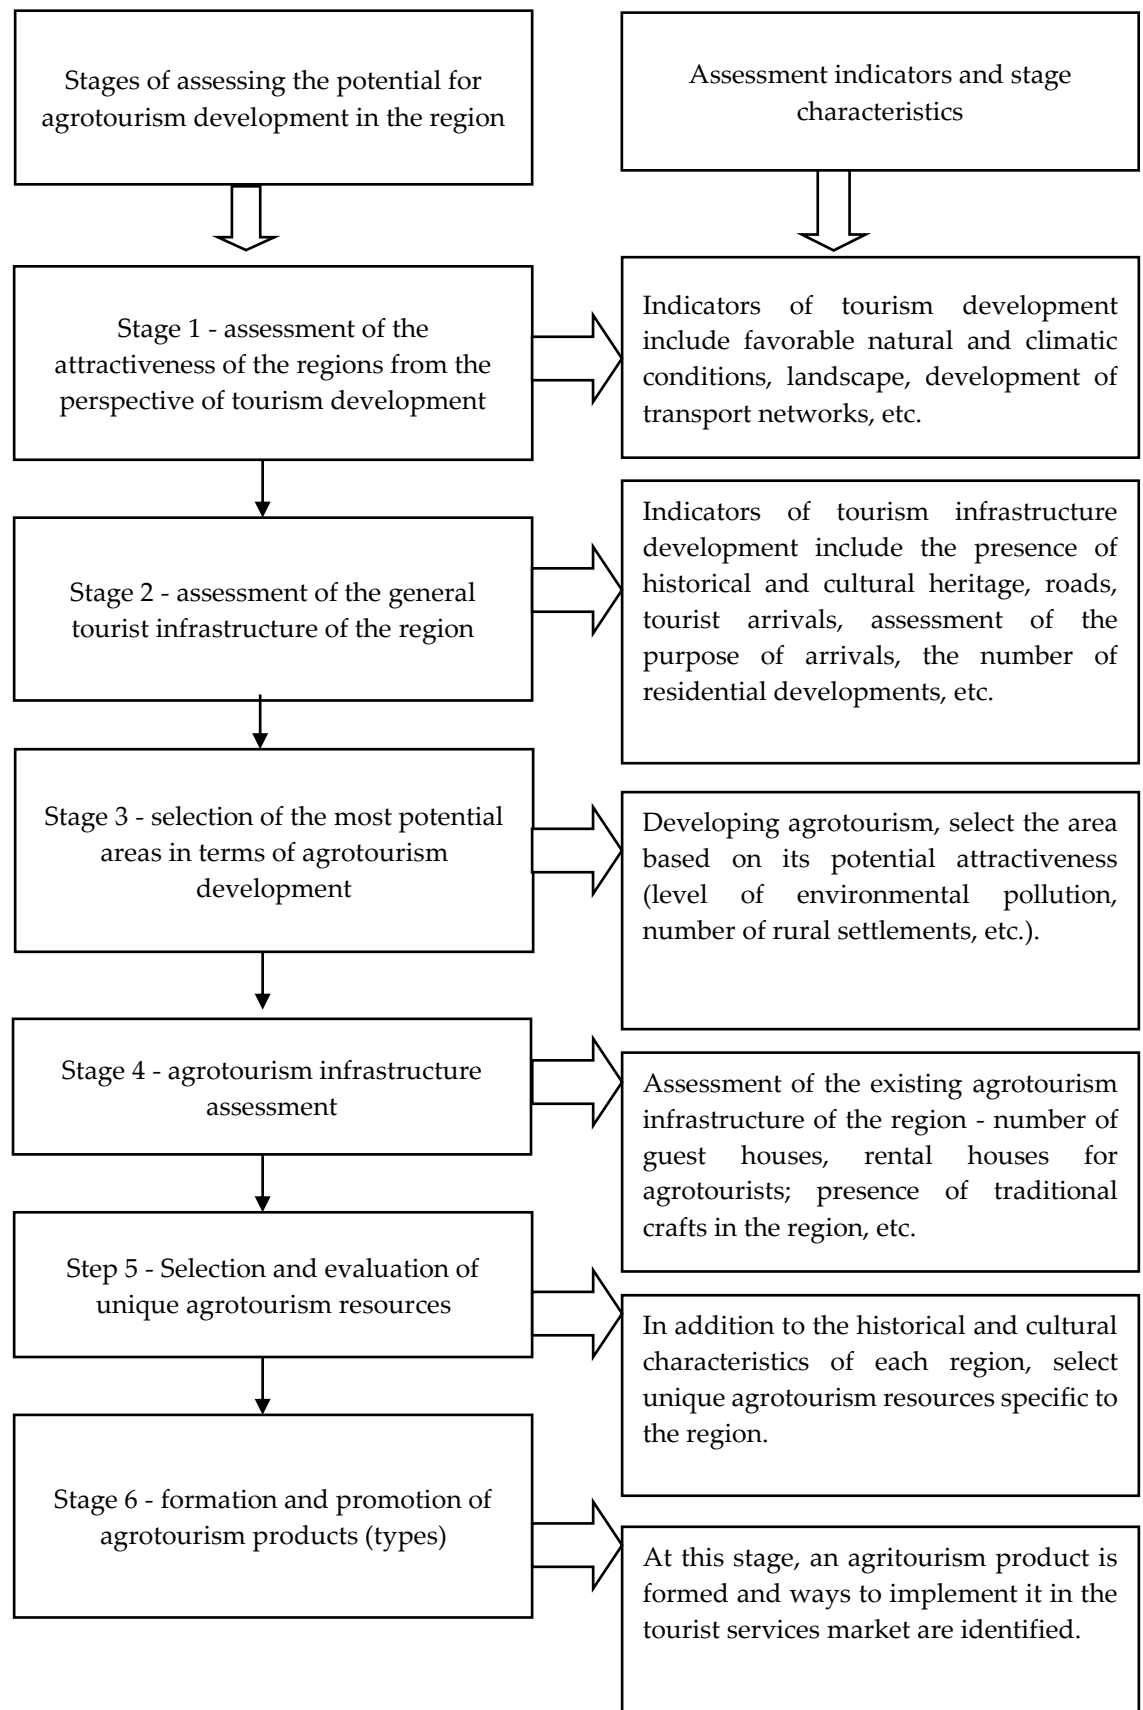 Stages of assessing the potential for
agrotourism development in the region
Assessment indicators and stage
characteristics
Stage 1 - assessment of the
attractiveness of the regions from the
perspective of tourism development
Indicators of tourism development
include favorable natural and climatic
conditions, landscape, development of
transport networks, etc.
Stage 2 - assessment of the general
tourist infrastructure of the region
Indicators of tourism infrastructure
development include the presence of
historical and cultural heritage, roads,
tourist arrivals, assessment of the
purpose of arrivals, the number of
residential developments, etc.
Stage 3 - selection of the most potential
areas in terms of agrotourism
development
Developing agrotourism, select the area
based on its potential attractiveness
(level of environmental pollution,
number of rural settlements, etc.).
Stage 4 - agrotourism infrastructure
assessment
Assessment of the existing agrotourism
infrastructure of the region - number of
guest houses, rental houses for
agrotourists; presence of traditional
crafts in the region, etc.
Step 5 - Selection and evaluation of
unique agrotourism resources
In addition to the historical and cultural
characteristics of each region, select
unique agrotourism resources specific to
the region.
Stage 6 - formation and promotion of
agrotourism products (types)
At this stage, an agritourism product is
formed and ways to implement it in the
tourist services market are identified.